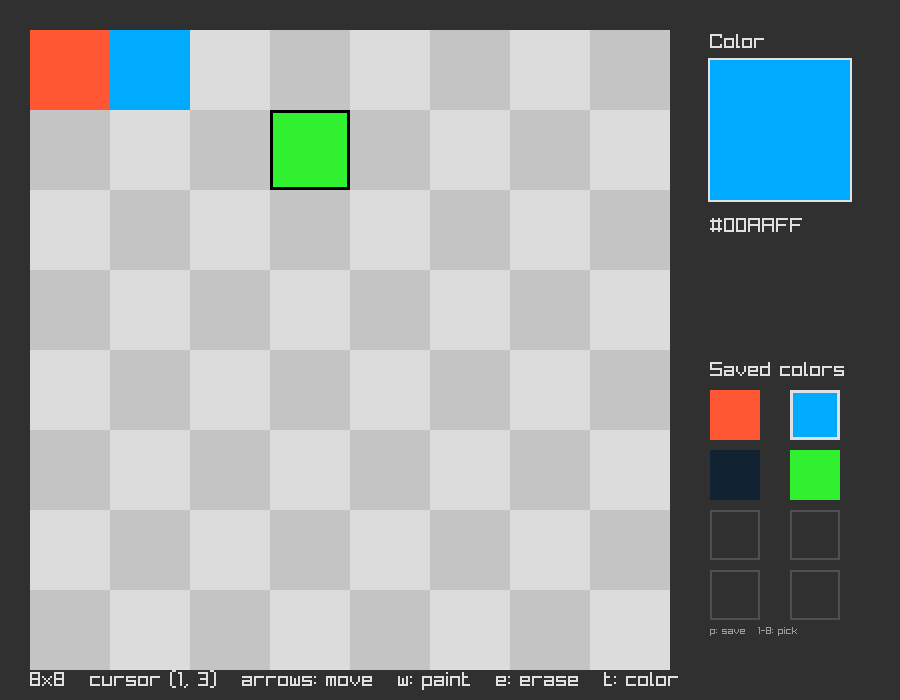 Color
#00AAFF
Saved colors
p: save 1-8: pick
8x8 cursor (1, 3) arrows: move w: paint e: erase t: color